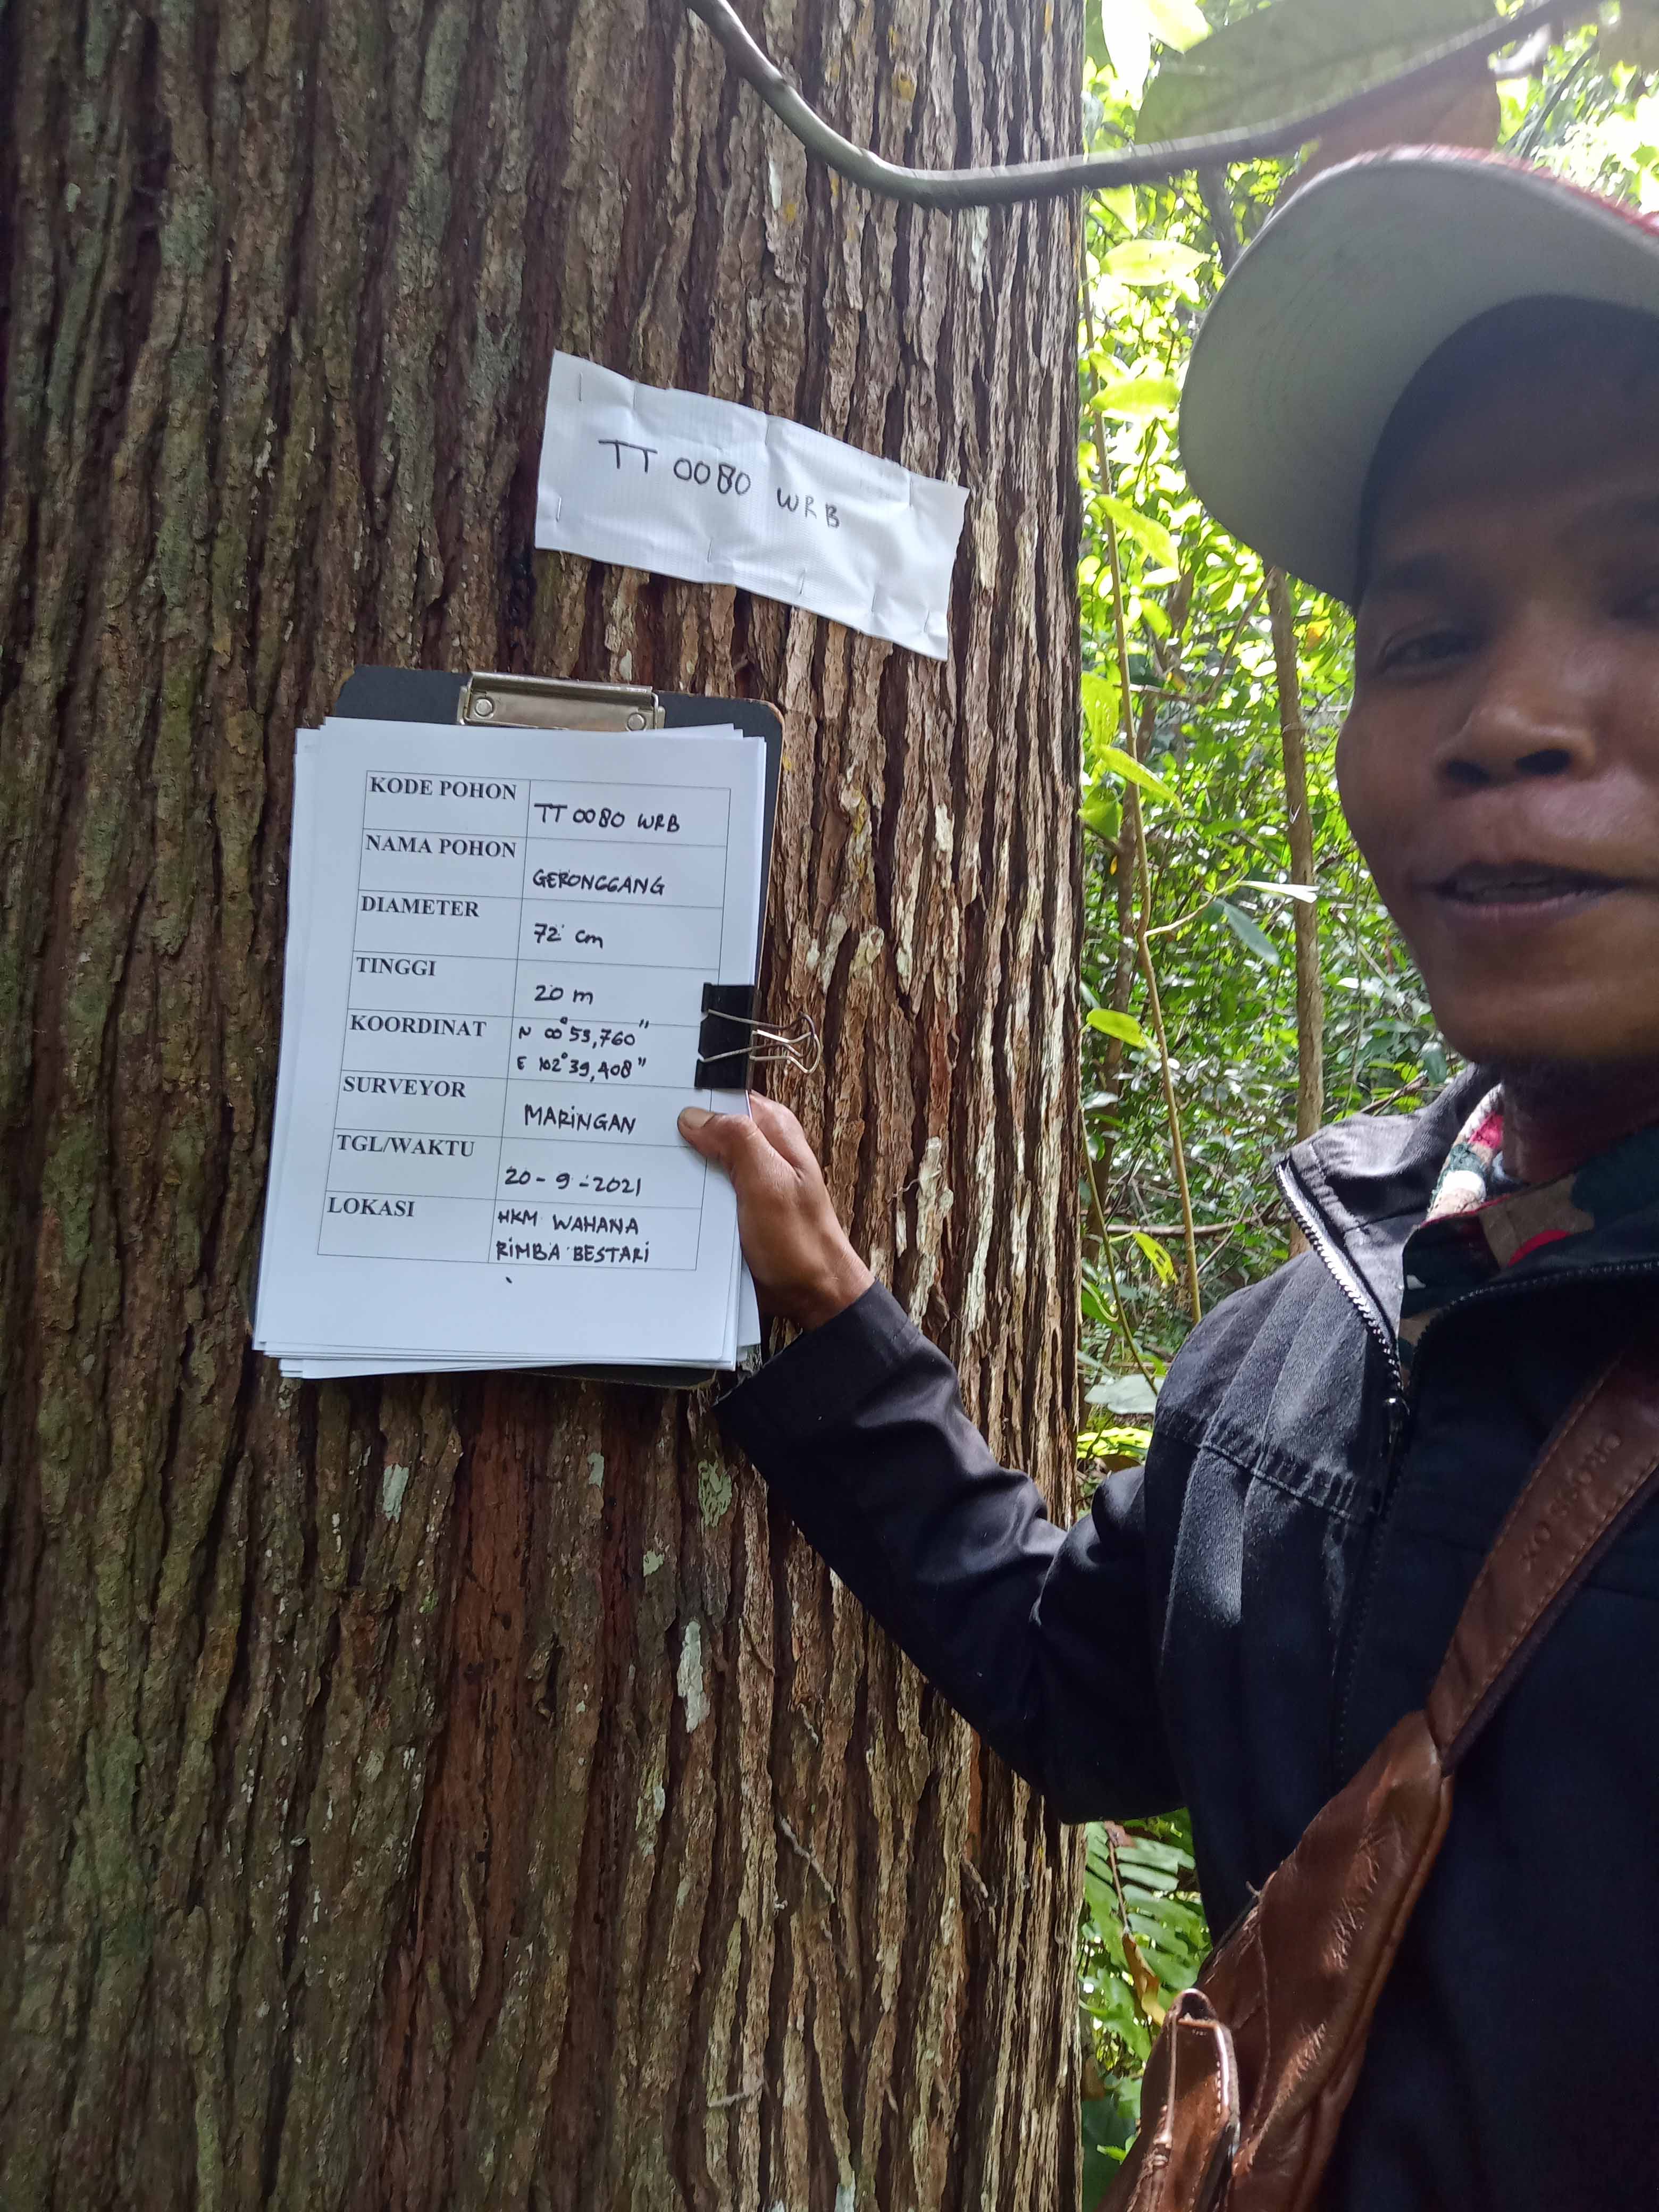 TT 0080 WRB
KODE POHON TT 0080 WRB
NAMA POHON GERONGGANG
DIAMETER 72 cm
TINGGI 20 m
KOORDINAT N 00° 53,760"
E 102° 39,408"
SURVEYOR MARINGAN
TGL/WAKTU 20-9-2021
LOKASI HKM WAHANA
RIMBA BESTARI